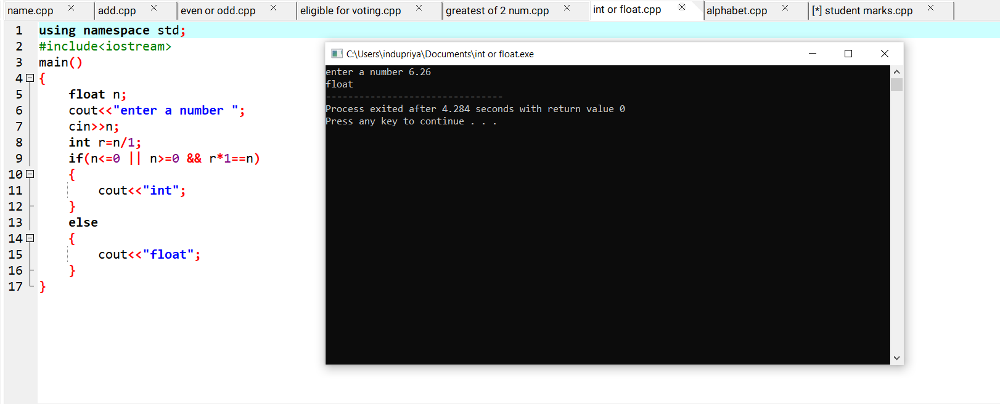 name.cpp add.cpp even or odd.cpp eligible for voting.cpp greatest of 2 num.cpp int or float.cpp alphabet.cpp [*] student marks.cpp
1 using namespace std;
2 #include<iostream>
3 main()
4 {
5 float n;
6 cout<<"enter a number ";
7 cin>>n;
8 int r=n/1;
9 if(n<=0 || n>=0 && r*1==n)
10 {
11 cout<<"int";
12 }
13 else
14 {
15 cout<<"float";
16 }
17 }
C:\Users\indupriya\Documents\int or float.exe
enter a number 6.26
float
--------------------------------
Process exited after 4.284 seconds with return value 0
Press any key to continue . . .